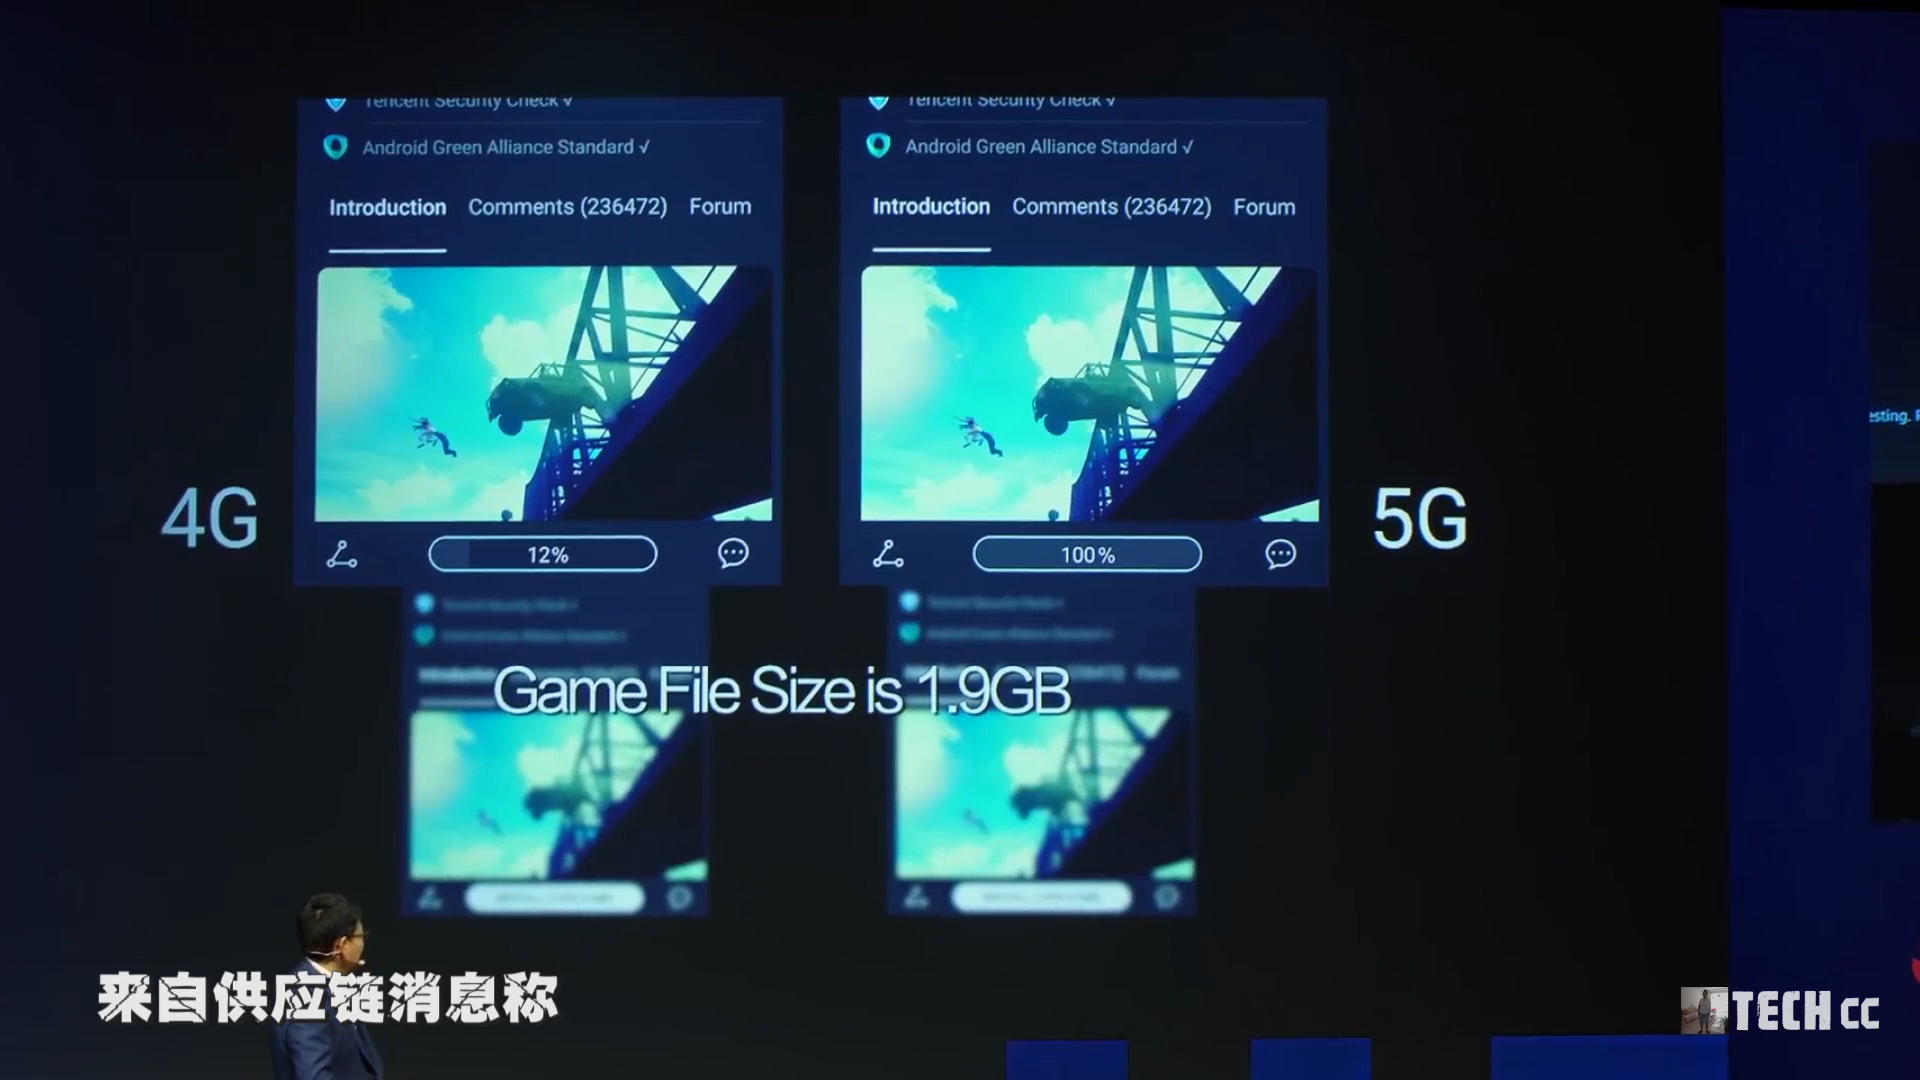 Tencent Security Check √
Android Green Alliance Standard √
Introduction Comments (236472) Forum
12%
4G
Tencent Security Check √
Android Green Alliance Standard √
Introduction Comments (236472) Forum
100%
5G
Game File Size is 1.9GB
esting.
来自供应链消息称
TECH CC